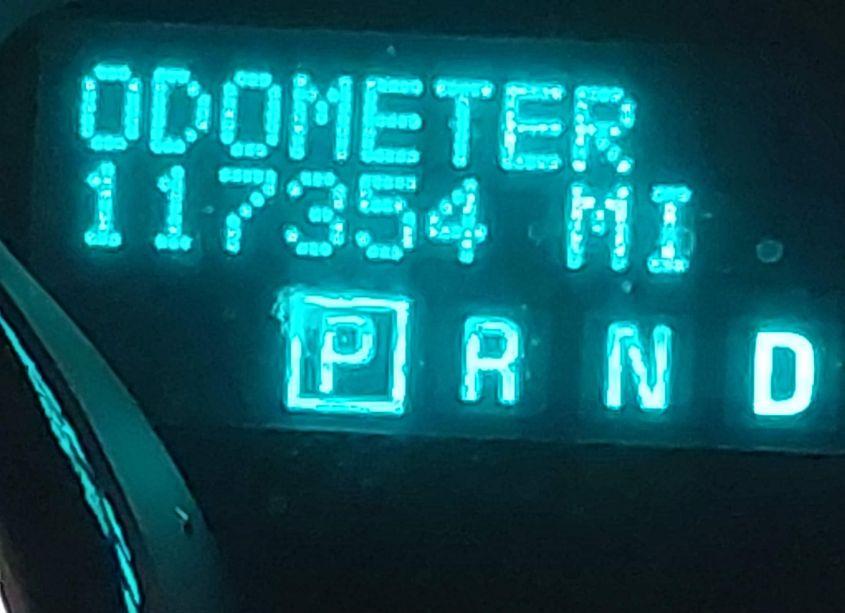 ODOMETER
117354 MI
P R N D